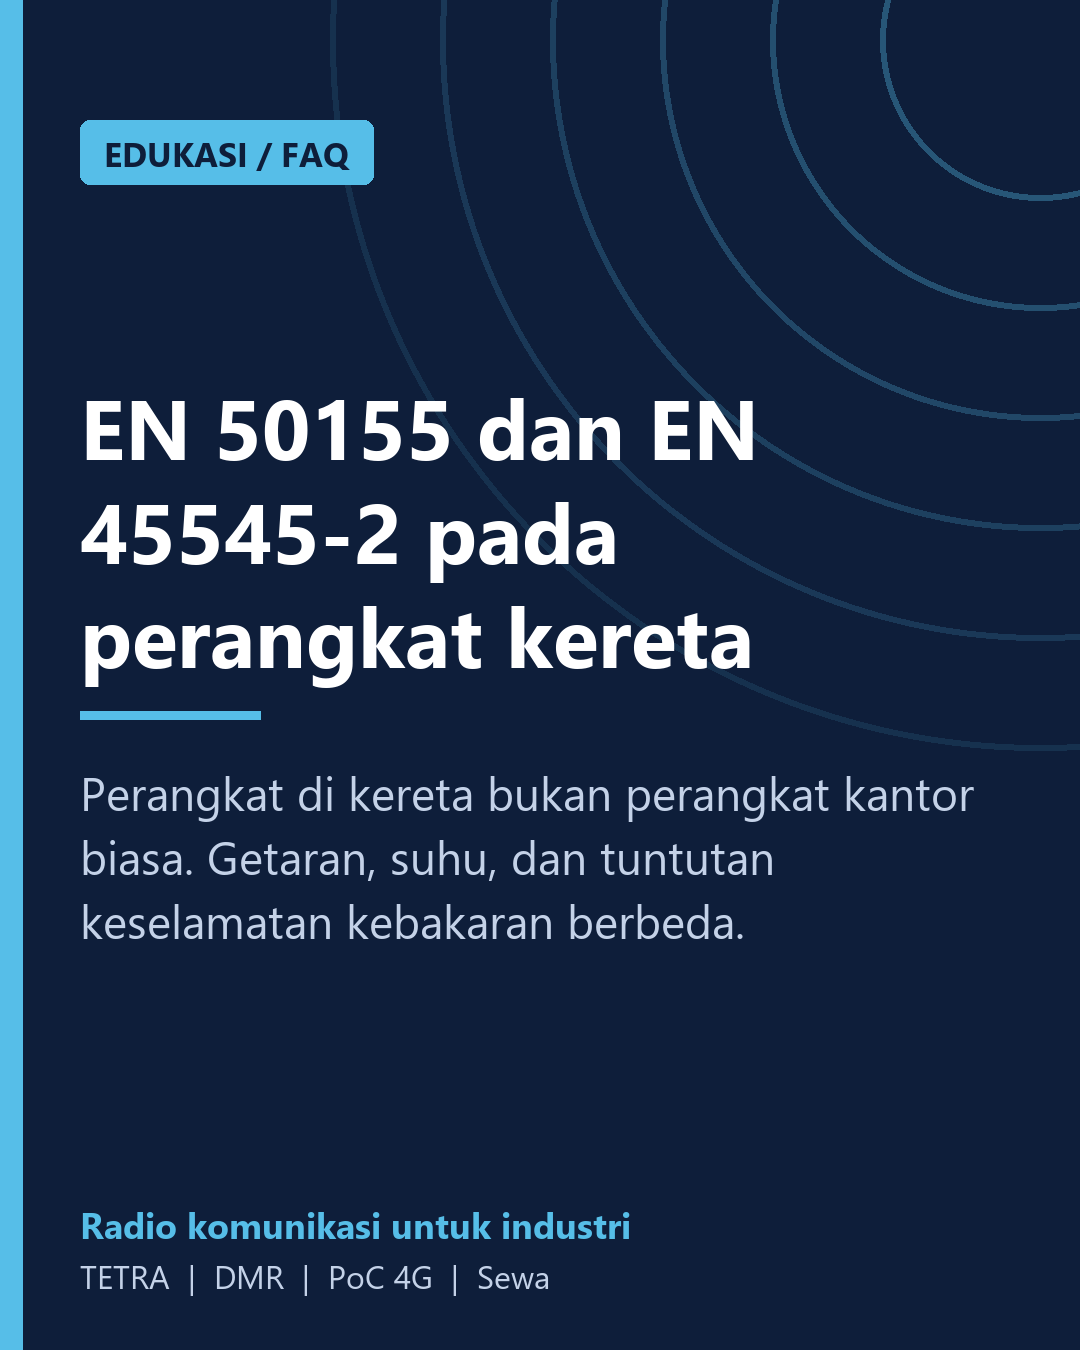 EDUKASI / FAQ
EN 50155 dan EN
45545-2 pada
perangkat kereta
Perangkat di kereta bukan perangkat kantor
biasa. Getaran, suhu, dan tuntutan
keselamatan kebakaran berbeda.
Radio komunikasi untuk industri
TETRA | DMR | PoC 4G | Sewa